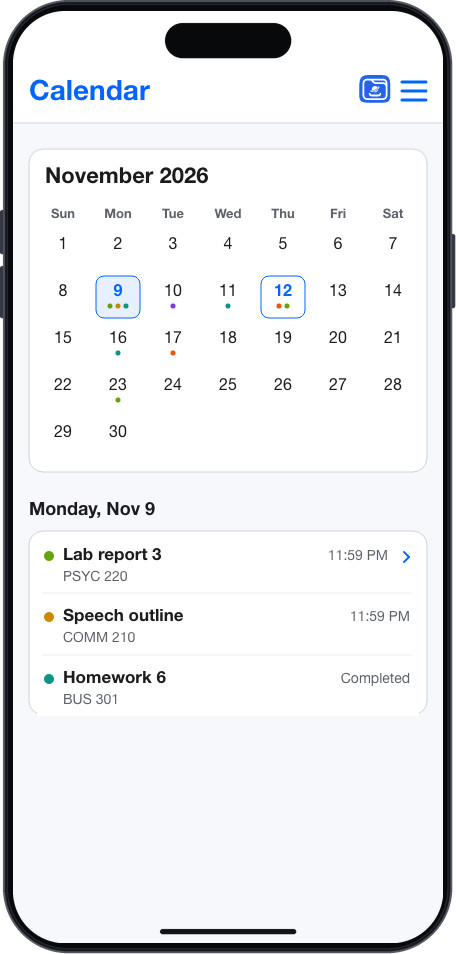 Calendar
November 2026
Sun Mon Tue Wed Thu Fri Sat
1 2 3 4 5 6 7
8 9 10 11 12 13 14
15 16 17 18 19 20 21
22 23 24 25 26 27 28
29 30
Monday, Nov 9
Lab report 3 11:59 PM
PSYC 220
Speech outline 11:59 PM
COMM 210
Homework 6 Completed
BUS 301